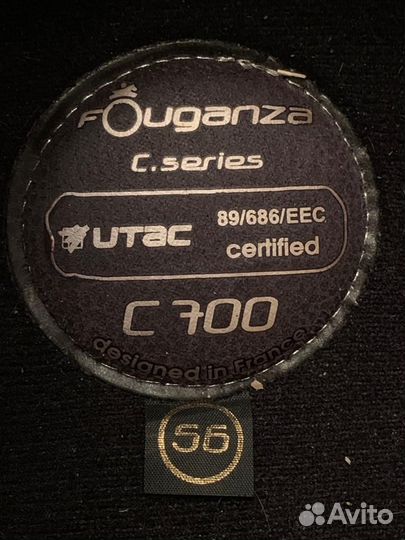 FOuganza
C.series
UTAC
89/686/EEC
certified
C 700
designed in France
56
Avito